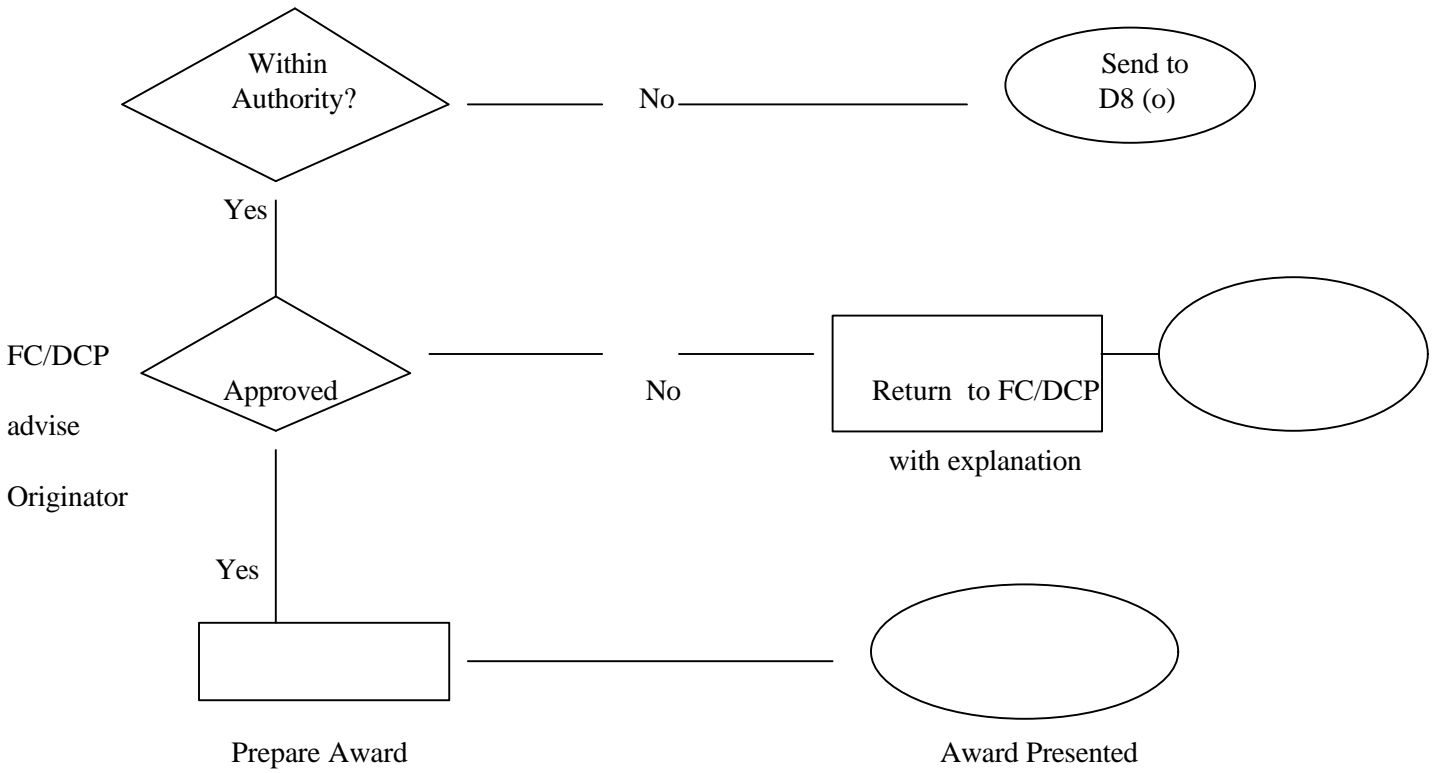 Within
Authority?
No
Send to
D8 (o)
Yes
FC/DCP
advise
Originator
Approved
No
Return to FC/DCP
with explanation
Yes
Prepare Award
Award Presented